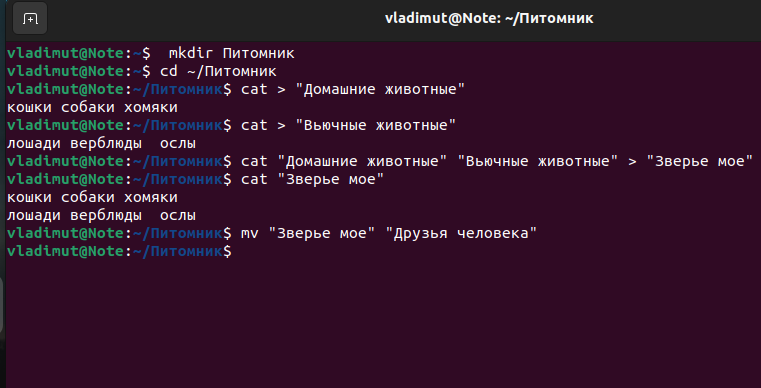 vladimut@Note: ~/Питомник
vladimut@Note:~$  mkdir Питомник
vladimut@Note:~$ cd ~/Питомник
vladimut@Note:~/Питомник$ cat > "Домашние животные"
кошки собаки хомяки
vladimut@Note:~/Питомник$ cat > "Вьючные животные"
лошади верблюды  ослы
vladimut@Note:~/Питомник$ cat "Домашние животные" "Вьючные животные" > "Зверье мое"
vladimut@Note:~/Питомник$ cat "Зверье мое"
кошки собаки хомяки
лошади верблюды  ослы
vladimut@Note:~/Питомник$ mv "Зверье мое" "Друзья человека"
vladimut@Note:~/Питомник$